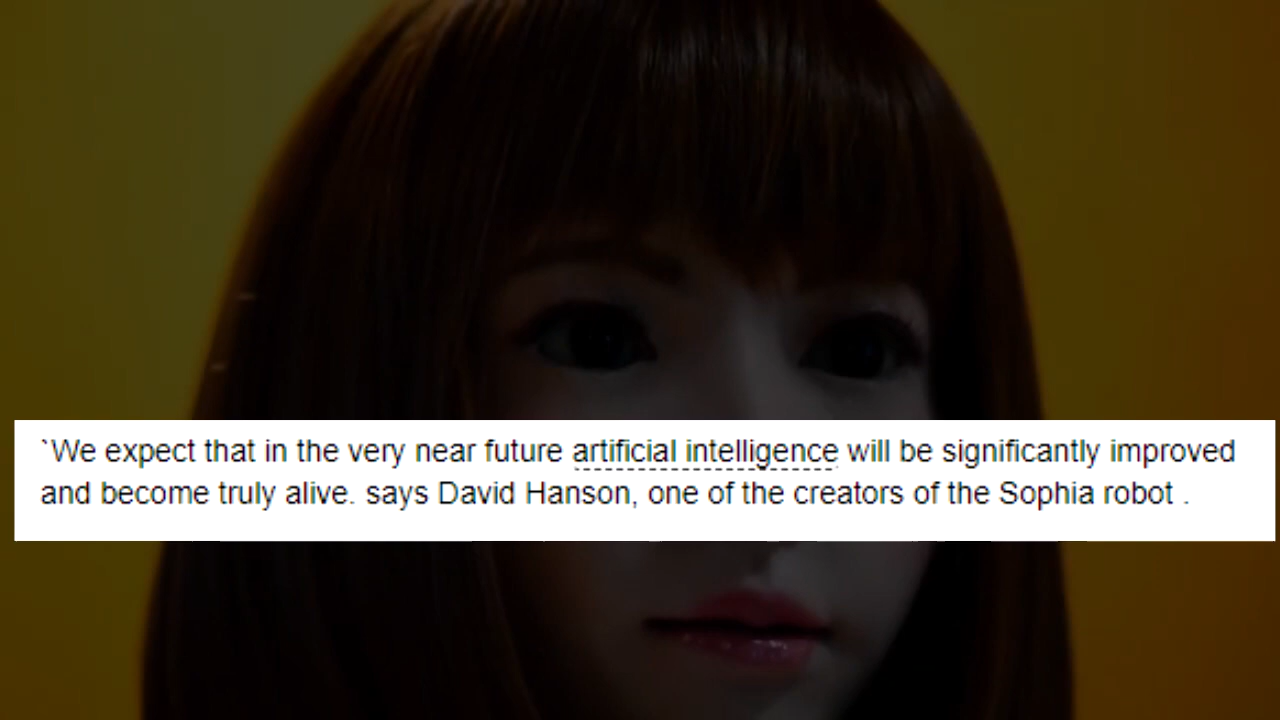 `We expect that in the very near future artificial intelligence will be significantly improved
and become truly alive. says David Hanson, one of the creators of the Sophia robot .